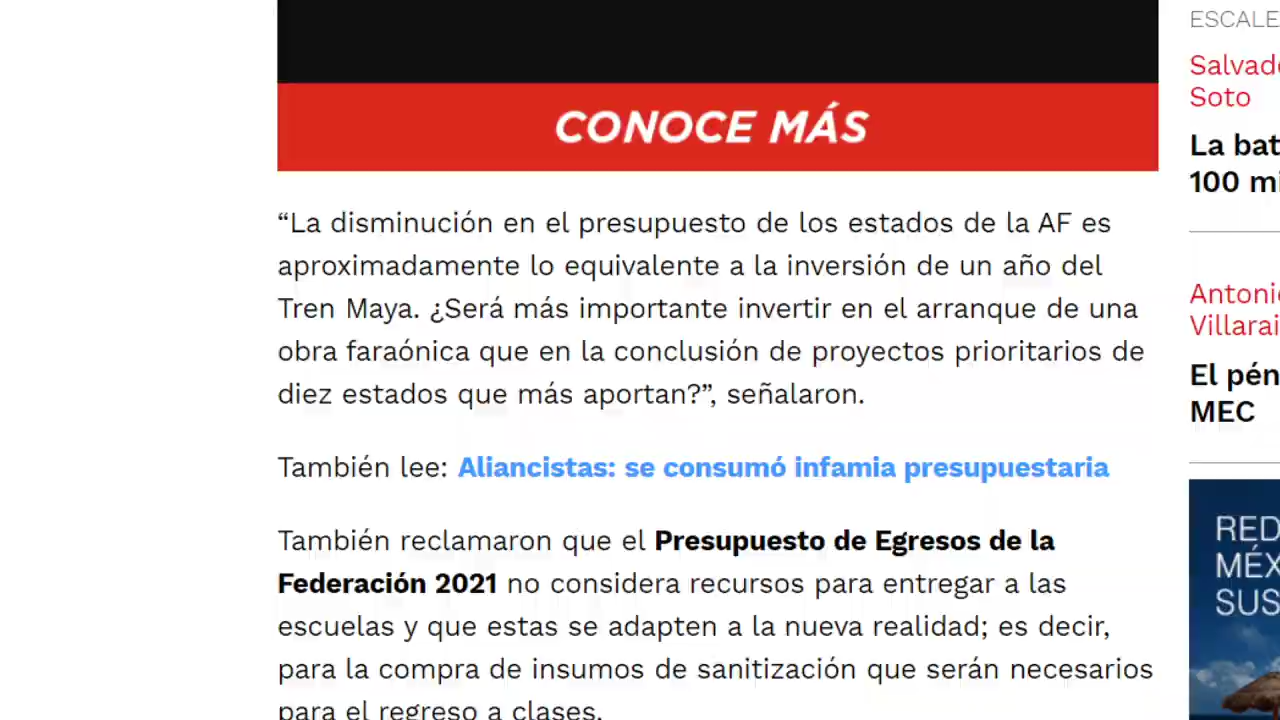 CONOCE MÁS
“La disminución en el presupuesto de los estados de la AF es
aproximadamente lo equivalente a la inversión de un año del
Tren Maya. ¿Será más importante invertir en el arranque de una
obra faraónica que en la conclusión de proyectos prioritarios de
diez estados que más aportan?”, señalaron.
También lee: Aliancistas: se consumó infamia presupuestaria
También reclamaron que el Presupuesto de Egresos de la
Federación 2021 no considera recursos para entregar a las
escuelas y que estas se adapten a la nueva realidad; es decir,
para la compra de insumos de sanitización que serán necesarios
para el regreso a clases.
Soto
La
100
El
MEC